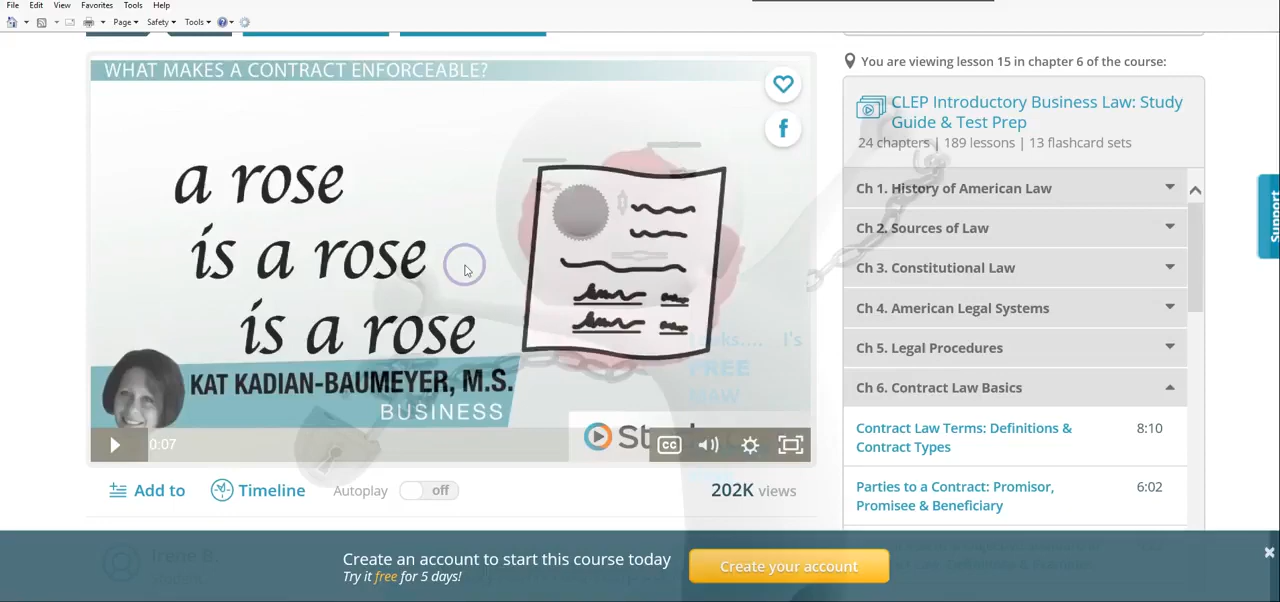 File Edit View Favorites Tools Help
Page Safety Tools
WHAT MAKES A CONTRACT ENFORCEABLE?
a rose
is a rose
is a rose
KAT KADIAN-BAUMEYER, M.S.
BUSINESS
0:07
St
CC
I's
FREE
Add to
Timeline
Autoplay
off
202K views
You are viewing lesson 15 in chapter 6 of the course:
CLEP Introductory Business Law: Study
Guide & Test Prep
24 chapters | 189 lessons | 13 flashcard sets
Ch 1. History of American Law
Ch 2. Sources of Law
Ch 3. Constitutional Law
Ch 4. American Legal Systems
Ch 5. Legal Procedures
Ch 6. Contract Law Basics
Contract Law Terms: Definitions & 8:10
Contract Types
Parties to a Contract: Promisor, 6:02
Promisee & Beneficiary
Support
Irene B.
Create an account to start this course today
Try it free for 5 days!
Create your account